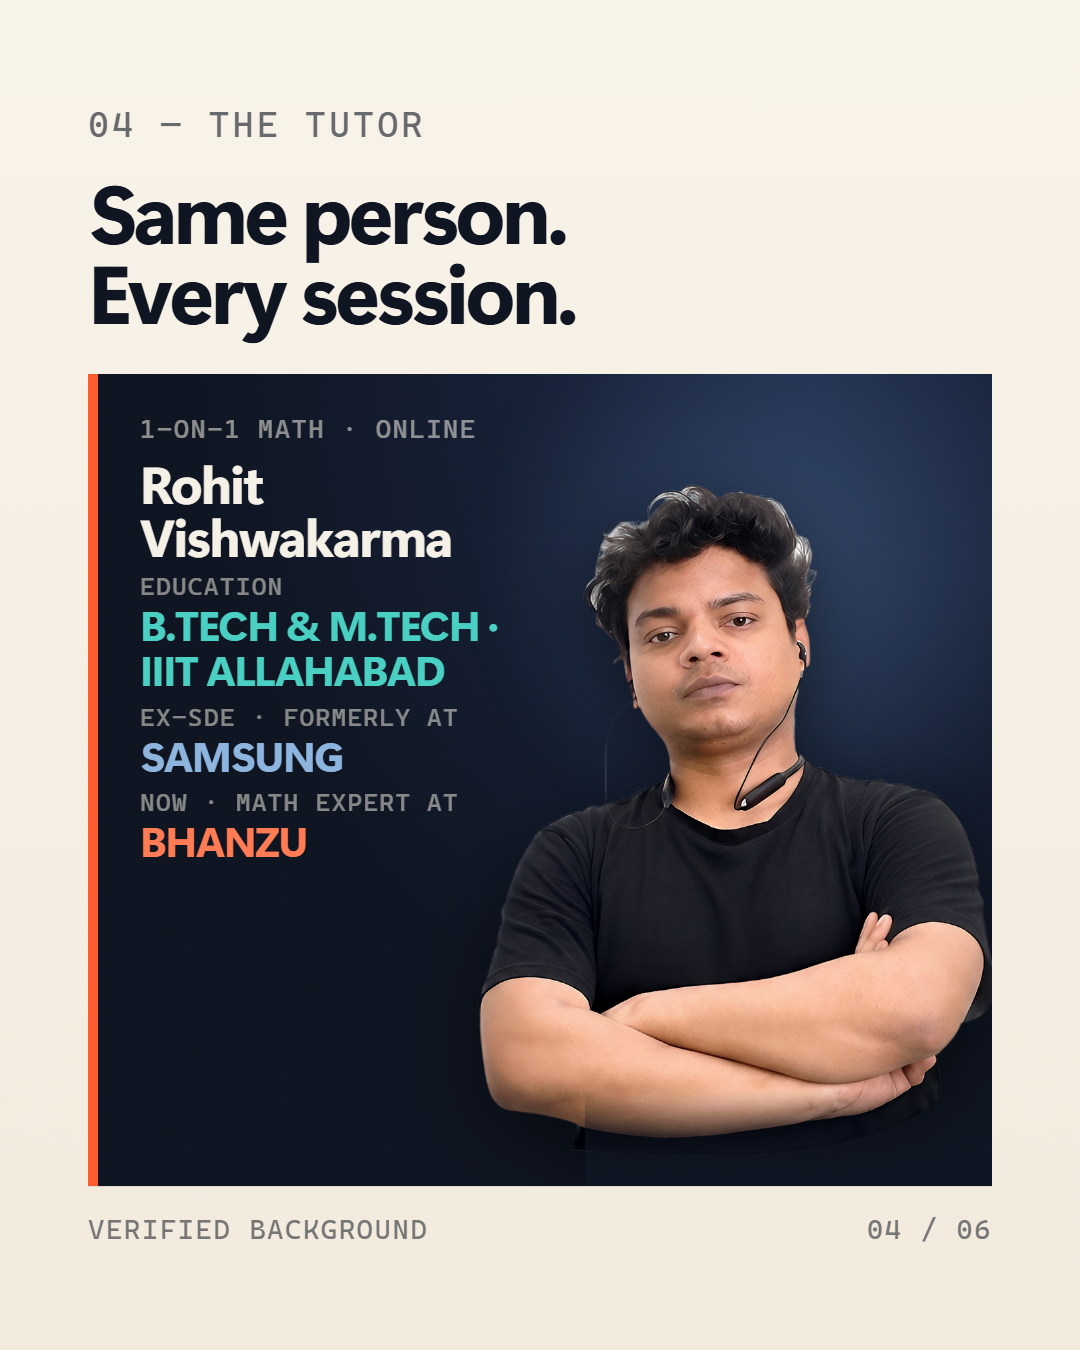 04 — THE TUTOR
Same person.
Every session.
1-ON-1 MATH · ONLINE
Rohit
Vishwakarma
EDUCATION
B.TECH & M.TECH ·
IIIT ALLAHABAD
EX-SDE · FORMERLY AT
SAMSUNG
NOW · MATH EXPERT AT
BHANZU
VERIFIED BACKGROUND
04 / 06